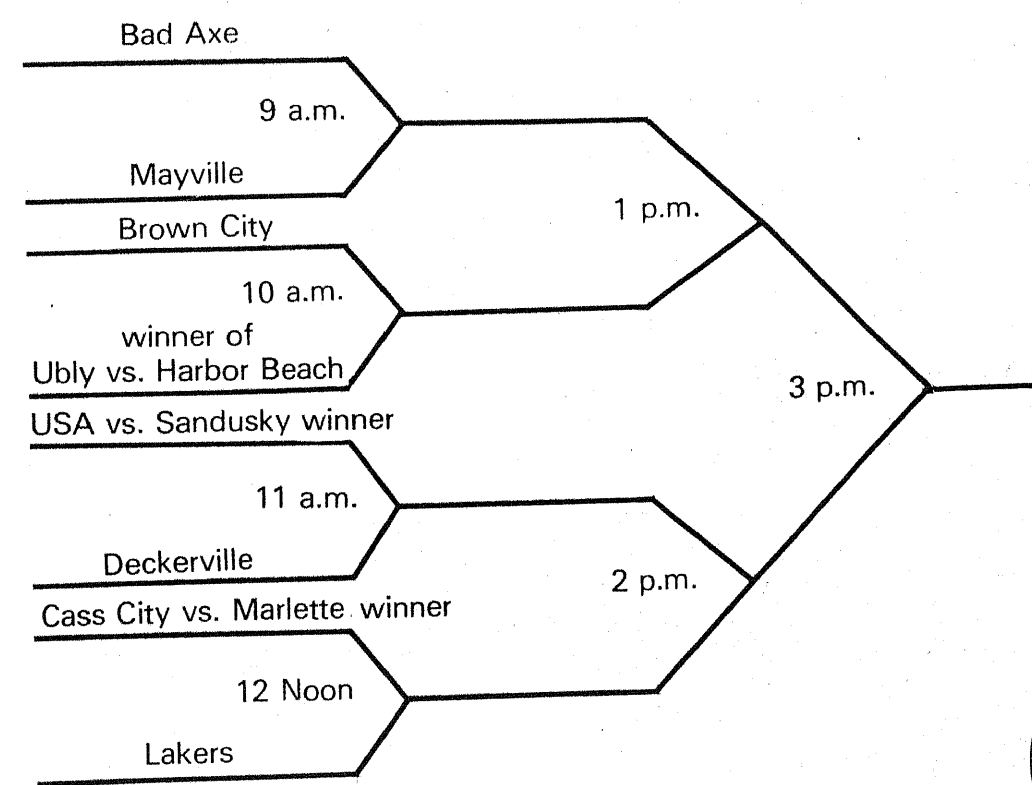 Bad Axe
9 a.m.
Mayville
1 p.m.
Brown City
10 a.m.
winner of
Ubly vs. Harbor Beach
3 p.m.
USA vs. Sandusky winner
11 a.m.
Deckerville
2 p.m.
Cass City vs. Marlette winner
12 Noon
Lakers